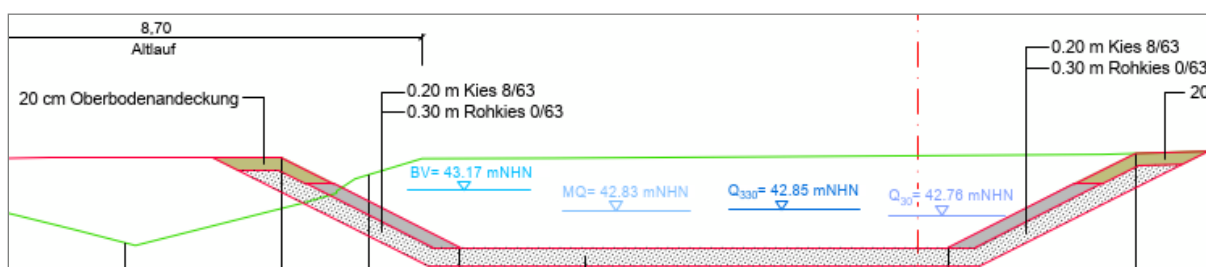 8,70
Altlauf
0.20 m Kies 8/63
0.30 m Rohkies 0/63
20 cm Oberbodenandeckung
0.20 m Kies 8/63
0.30 m Rohkies 0/63
20
BV= 43.17 mNHN
MQ= 42.83 mNHN
Q₃₃₀= 42.85 mNHN
Q₃₀= 42.76 mNHN